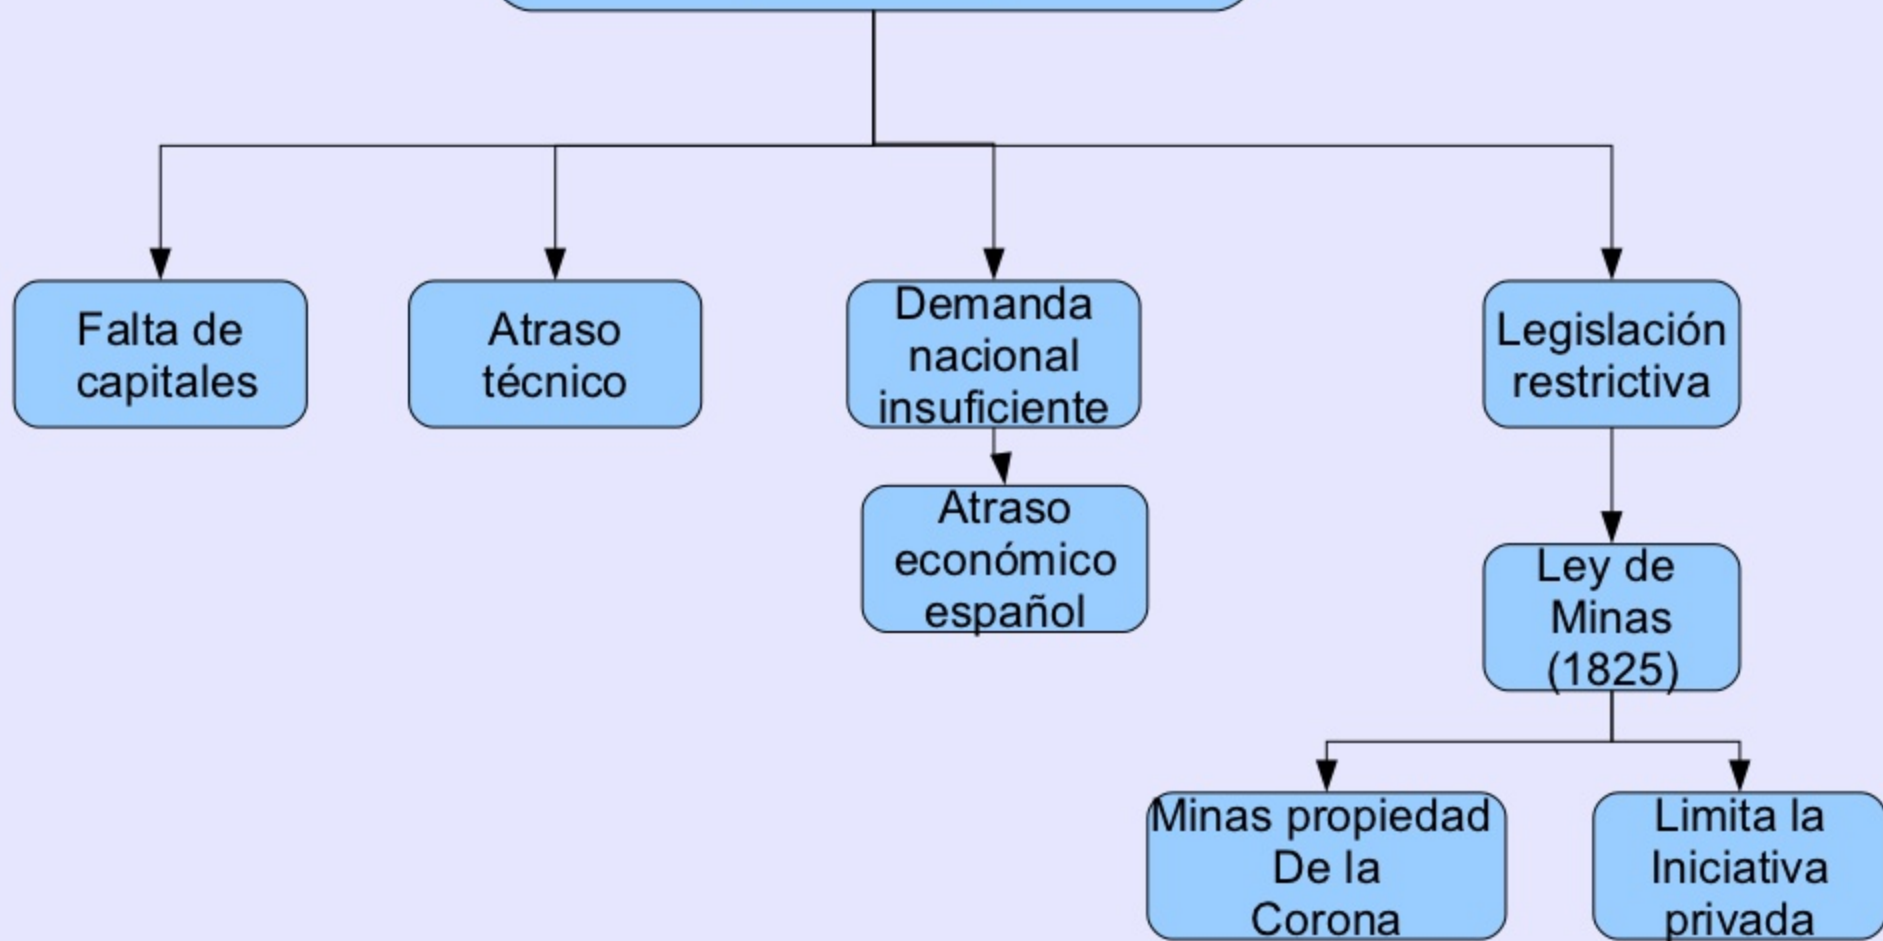 Falta de
capitales
Atraso
técnico
Demanda
nacional
insuficiente
Legislación
restrictiva
Atraso
económico
español
Ley de
Minas
(1825)
Minas propiedad
De la
Corona
Limita la
Iniciativa
privada